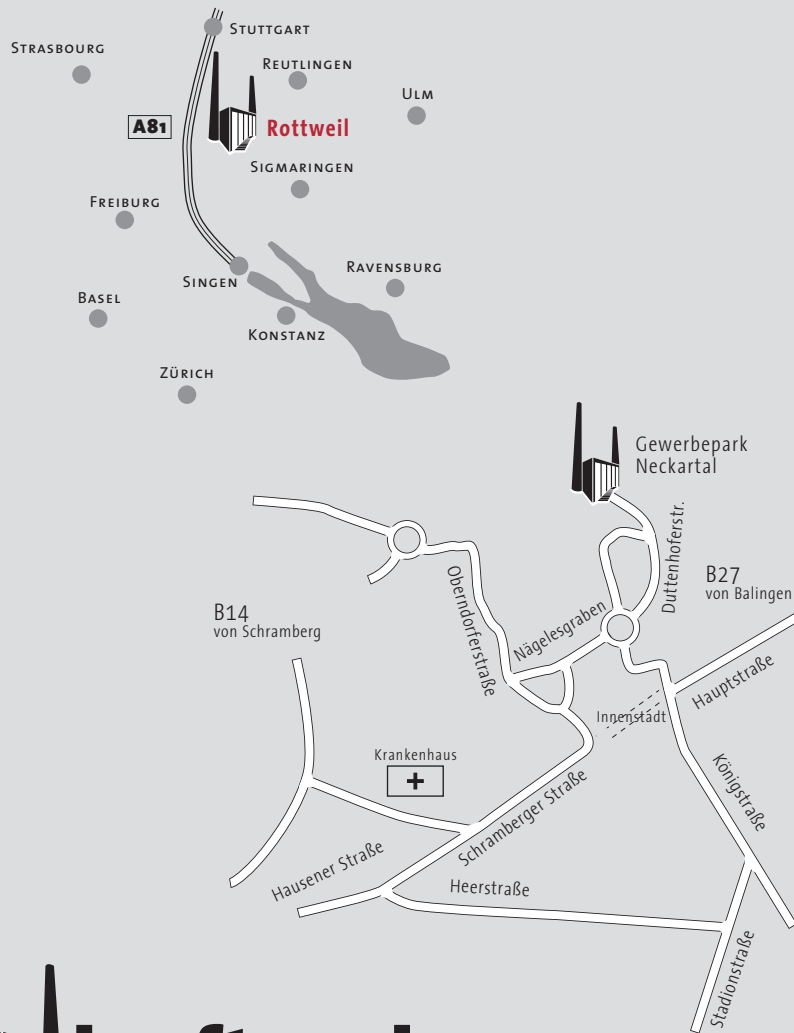 STUTTGART
STRASBOURG
REUTLINGEN
ULM
A81
Rottweil
SIGMARINGEN
FREIBURG
RAVENSBURG
SINGEN
BASEL
KONSTANZ
ZÜRICH
Gewerbepark
Neckartal
Duttenhoferstr.
B27
von Balingen
Oberndorferstraße
B14
von Schramberg
Nägelesgraben
Hauptstraße
Innenstadt
Krankenhaus
Königstraße
Schramberger Straße
Hausener Straße
Heerstraße
Stadionstraße